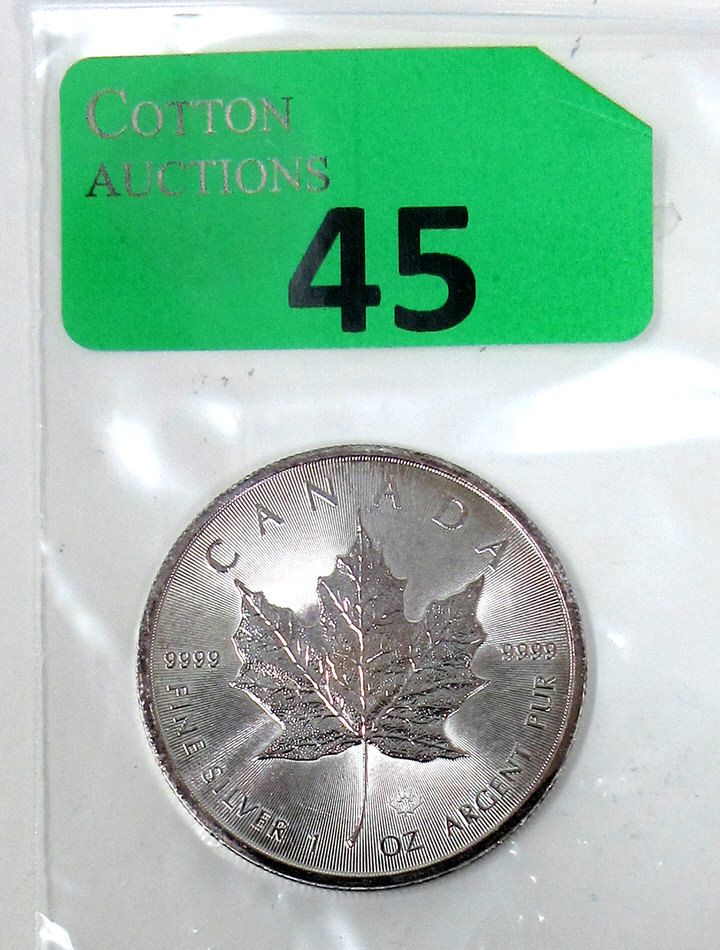 COTTON
AUCTIONS
45
CANADA
9999 9999
FINE SILVER 1 OZ ARGENT PUR